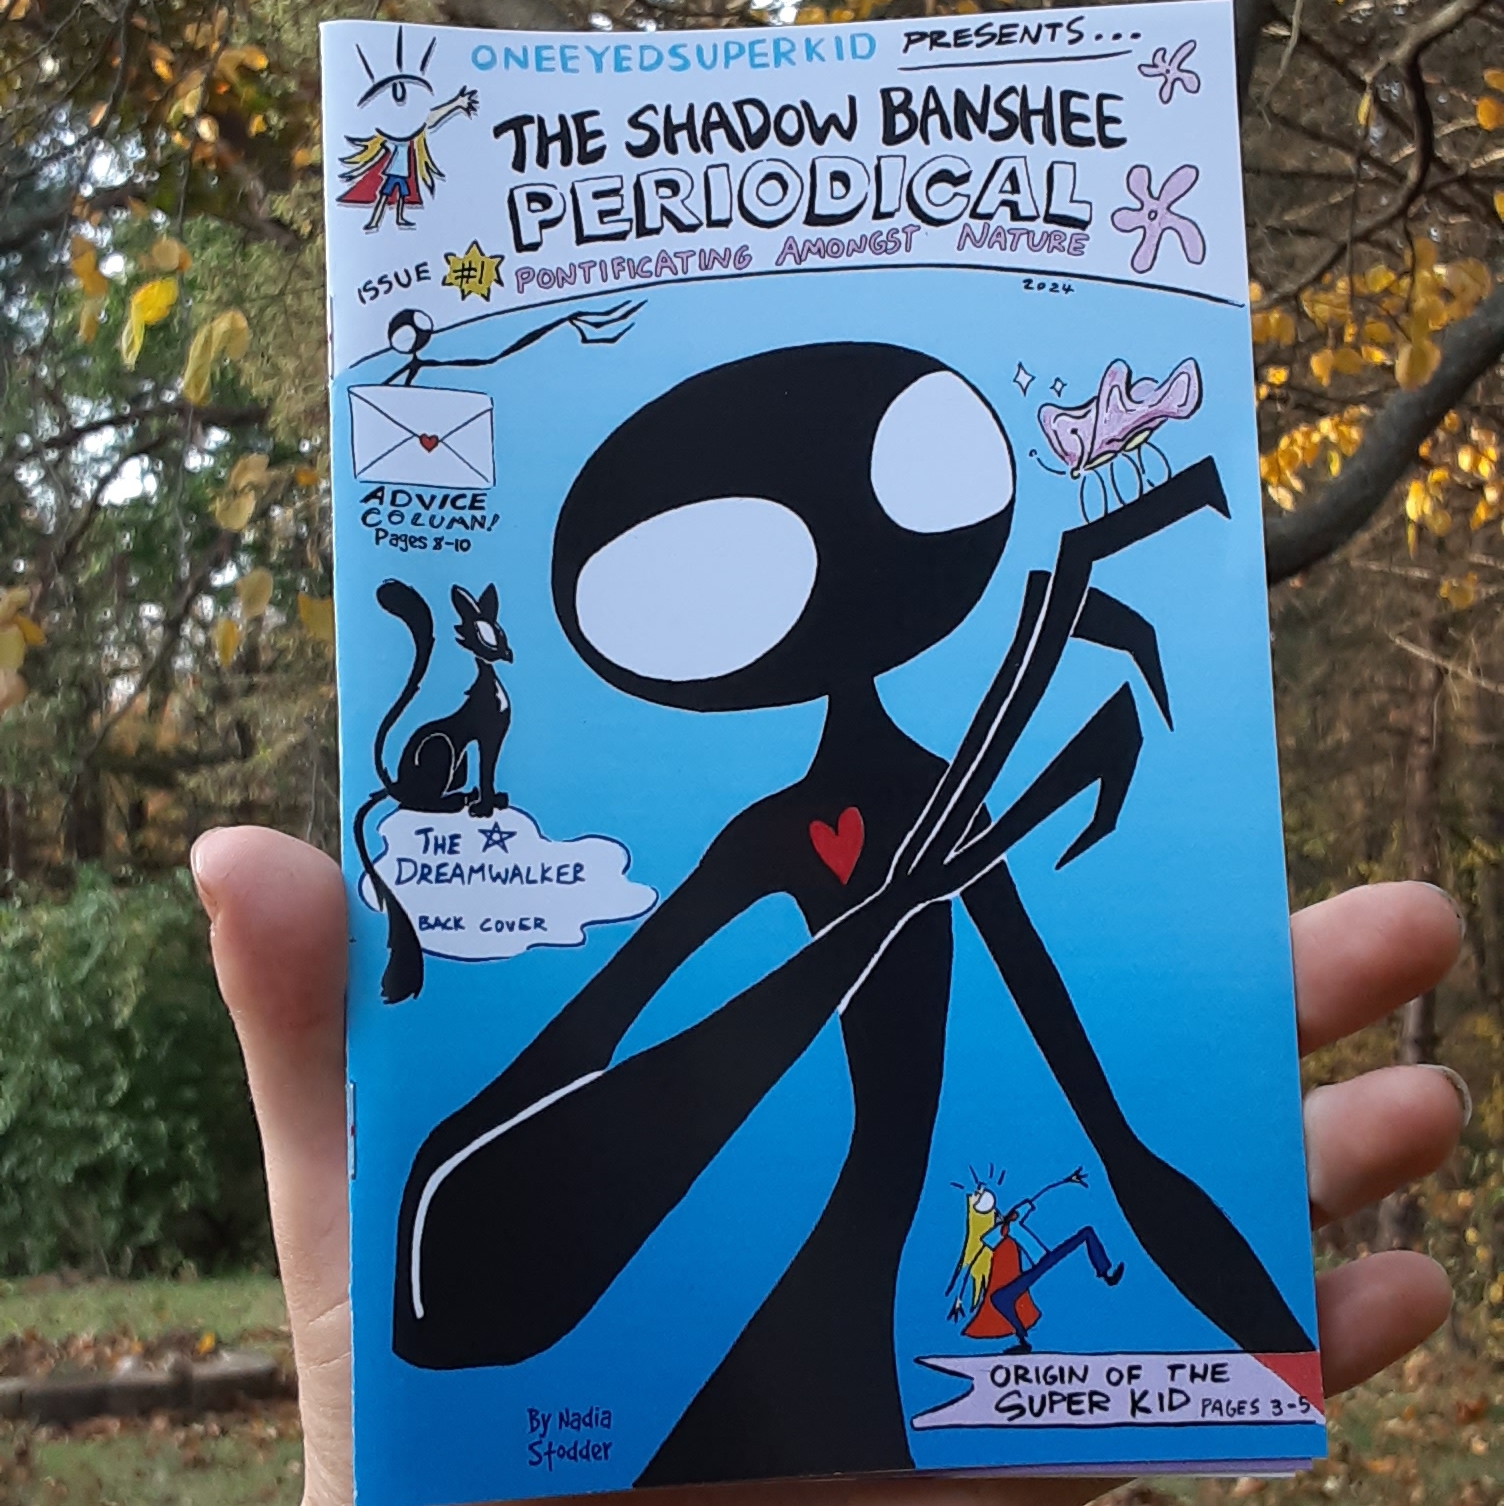 ONEEYEDSUPERKID PRESENTS...
THE SHADOW BANSHEE
PERIODICAL
ISSUE #1
PONTIFICATING AMONGST NATURE
2024
ADVICE
COLUMN!
Pages 8-10
THE
DREAMWALKER
BACK COVER
ORIGIN OF THE
SUPER KID PAGES 3-5
By Nadia
Stodder